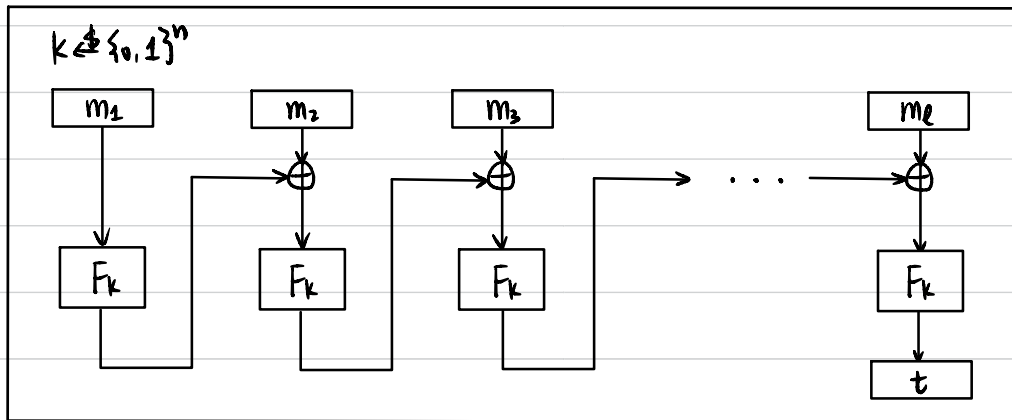 k ←$ {0,1}ⁿ
m₁ m₂ m₃ mℓ
⊕ ⊕ · · · ⊕
Fₖ Fₖ Fₖ Fₖ
t